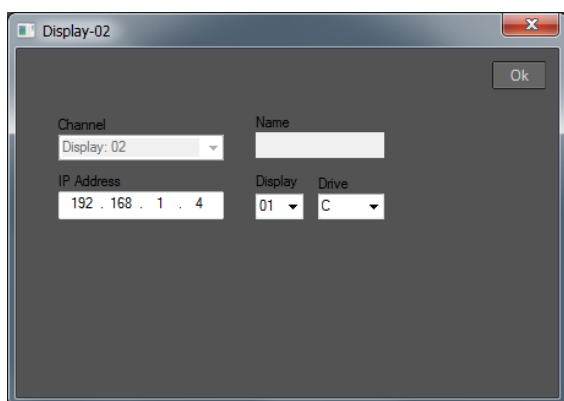 Display-02
Ok
Channel
Name
Display: 02
IP Address
Display
Drive
192 . 168 . 1 . 4
01
C